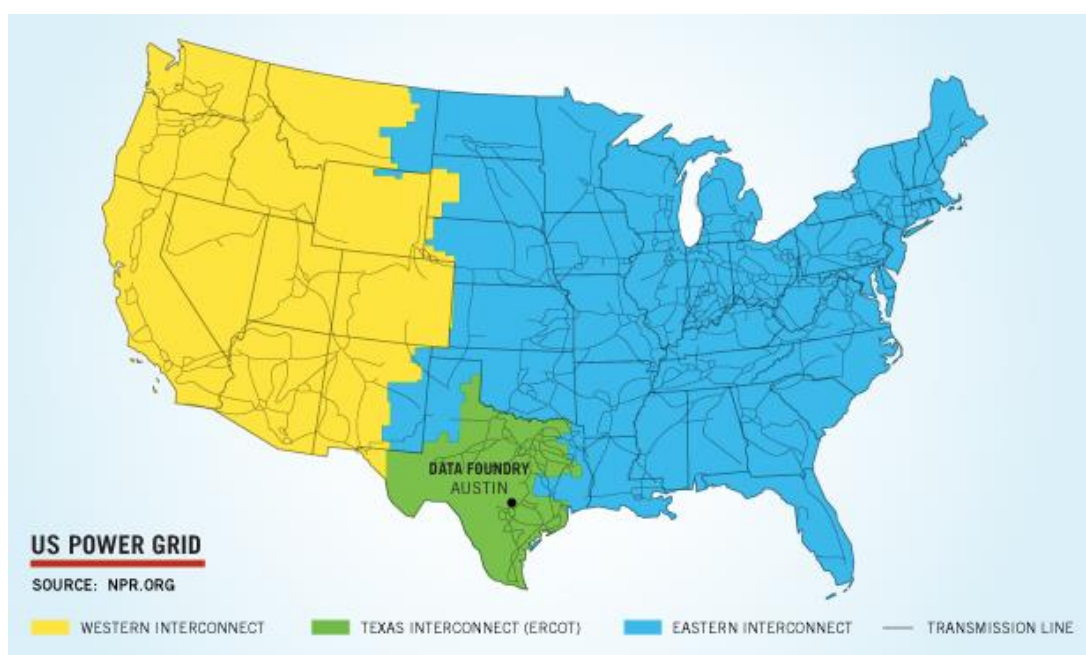 DATA FOUNDRY
AUSTIN
US POWER GRID
SOURCE: NPR.ORG
WESTERN INTERCONNECT
TEXAS INTERCONNECT (ERCOT)
EASTERN INTERCONNECT
TRANSMISSION LINE